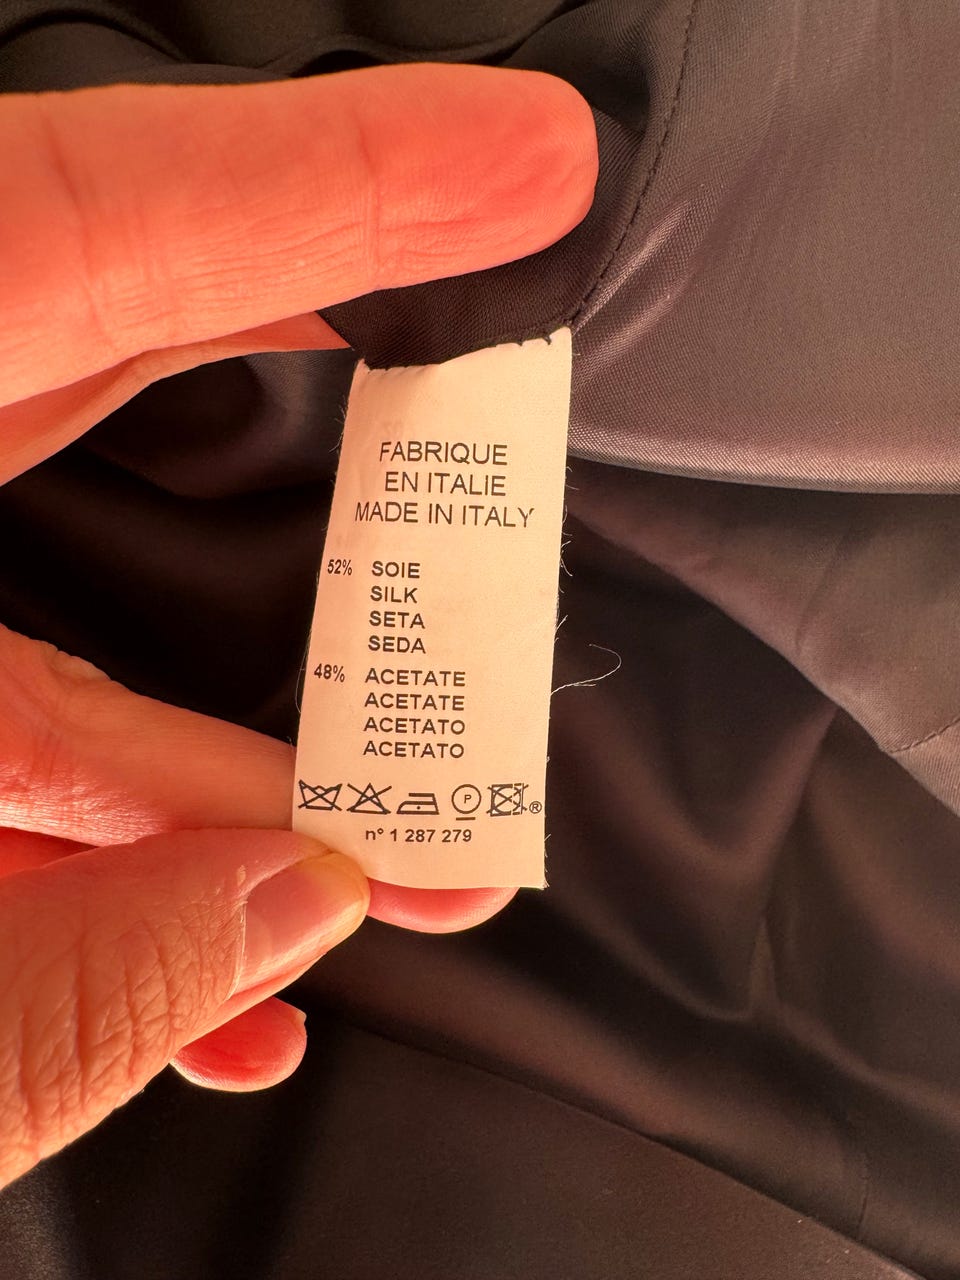 FABRIQUE
EN ITALIE
MADE IN ITALY
52% SOIE
SILK
SETA
SEDA
48% ACETATE
ACETATE
ACETATO
ACETATO
P ®
n° 1 287 279